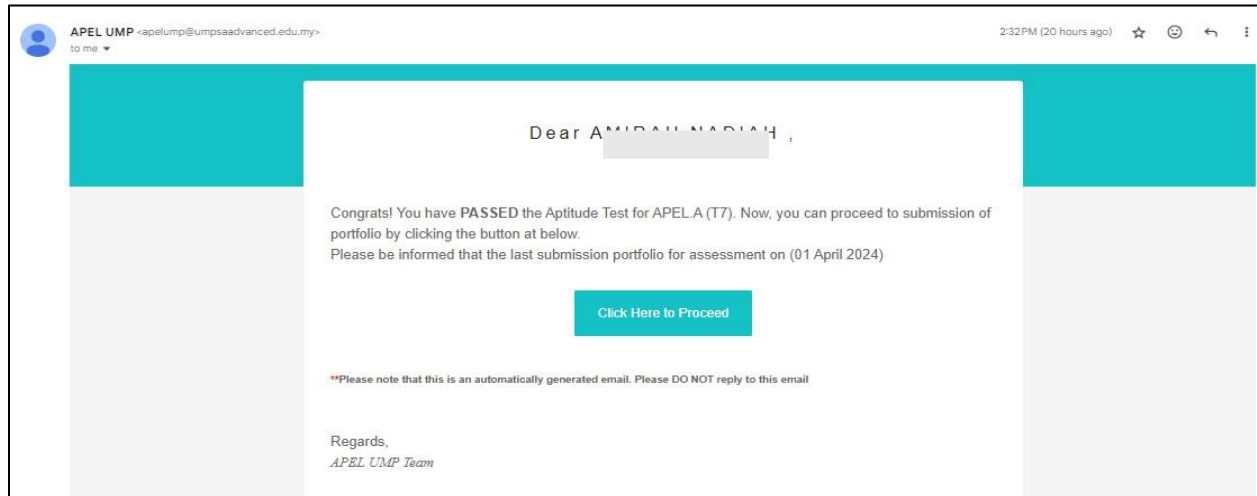 APEL UMP <apelump@umpsaadvanced.edu.my>
2:32 PM (20 hours ago)
to me
Dear ,
Congrats! You have PASSED the Aptitude Test for APEL.A (T7). Now, you can proceed to submission of
portfolio by clicking the button at below.
Please be informed that the last submission portfolio for assessment on (01 April 2024)
Click Here to Proceed
**Please note that this is an automatically generated email. Please DO NOT reply to this email
Regards,
APEL UMP Team